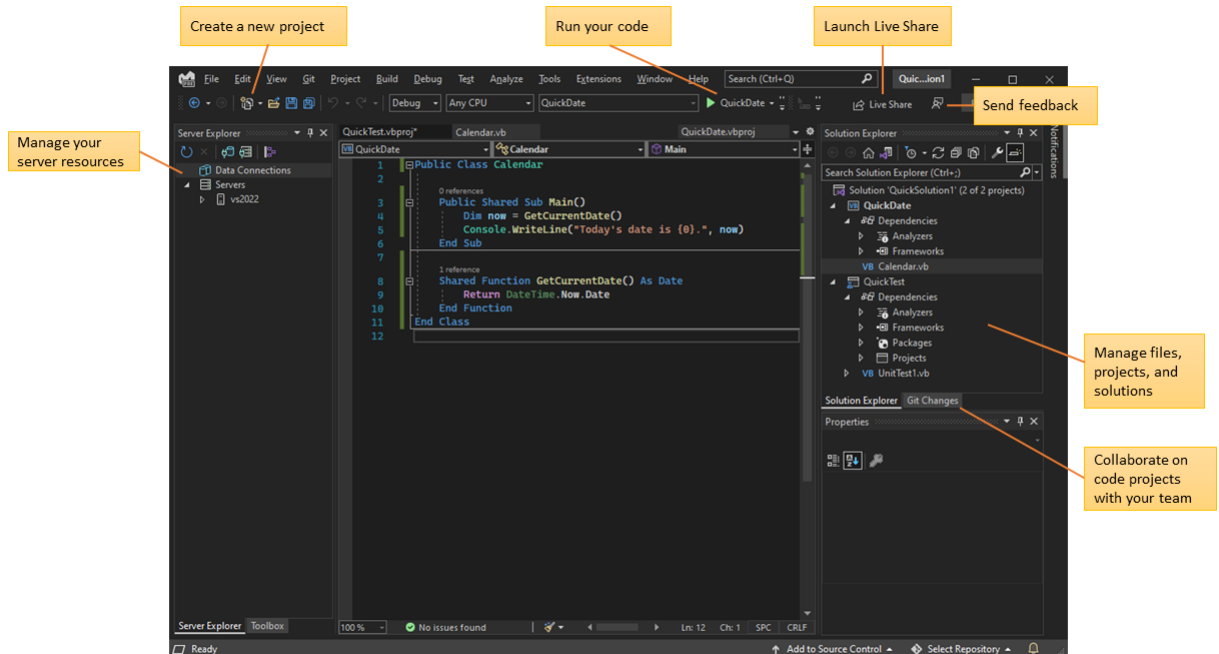 Create a new project
Run your code
Launch Live Share
File Edit View Git Project Build Debug Test Analyze Tools Extensions Window Help Search (Ctrl+Q) Quic...ion1
Debug Any CPU QuickDate QuickDate Live Share
Send feedback
Manage your
server resources
Server Explorer
Data Connections
Servers
vs2022
Server Explorer Toolbox
QuickTest.vbproj* Calendar.vb QuickDate.vbproj
VB QuickDate Calendar Main
1 Public Class Calendar
2
0 references
3 Public Shared Sub Main()
4 Dim now = GetCurrentDate()
5 Console.WriteLine("Today's date is {0}.", now)
6 End Sub
7
1 reference
8 Shared Function GetCurrentDate() As Date
9 Return DateTime.Now.Date
10 End Function
11 End Class
12
100 % No issues found Ln: 12 Ch: 1 SPC CRLF
Solution Explorer
Search Solution Explorer (Ctrl+;)
Solution 'QuickSolution1' (2 of 2 projects)
VB QuickDate
Dependencies
Analyzers
Frameworks
VB Calendar.vb
QuickTest
Dependencies
Analyzers
Frameworks
Packages
Projects
VB UnitTest1.vb
Solution Explorer Git Changes
Properties
Notifications
Manage files,
projects, and
solutions
Collaborate on
code projects
with your team
Ready Add to Source Control Select Repository